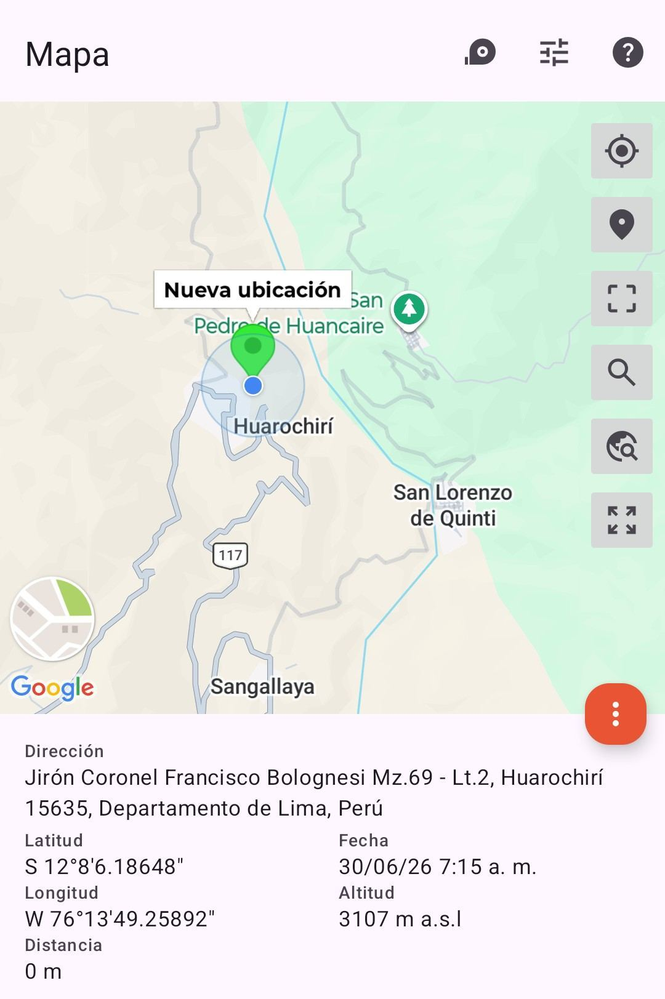 Mapa
Nueva ubicación
San
Pedro de Huancaire
Huarochirí
San Lorenzo
de Quinti
117
Sangallaya
Google
Dirección
Jirón Coronel Francisco Bolognesi Mz.69 - Lt.2, Huarochirí
15635, Departamento de Lima, Perú
Latitud
S 12°8'6.18648"
Fecha
30/06/26 7:15 a. m.
Longitud
W 76°13'49.25892"
Altitud
3107 m a.s.l
Distancia
0 m